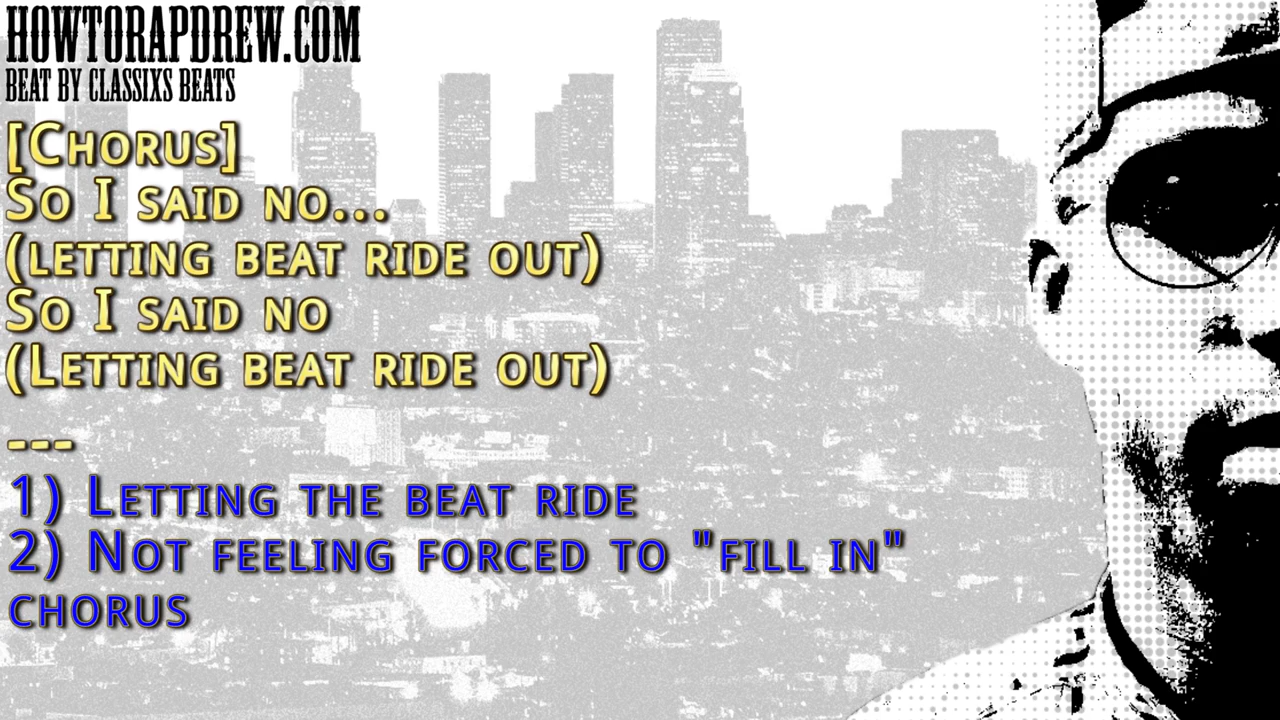 HOWTORAPDREW.COM
BEAT BY CLASSIXS BEATS
[CHORUS]
SO I SAID NO...
(LETTING BEAT RIDE OUT)
SO I SAID NO
(LETTING BEAT RIDE OUT)
---
1) LETTING THE BEAT RIDE
2) NOT FEELING FORCED TO "FILL IN"
CHORUS